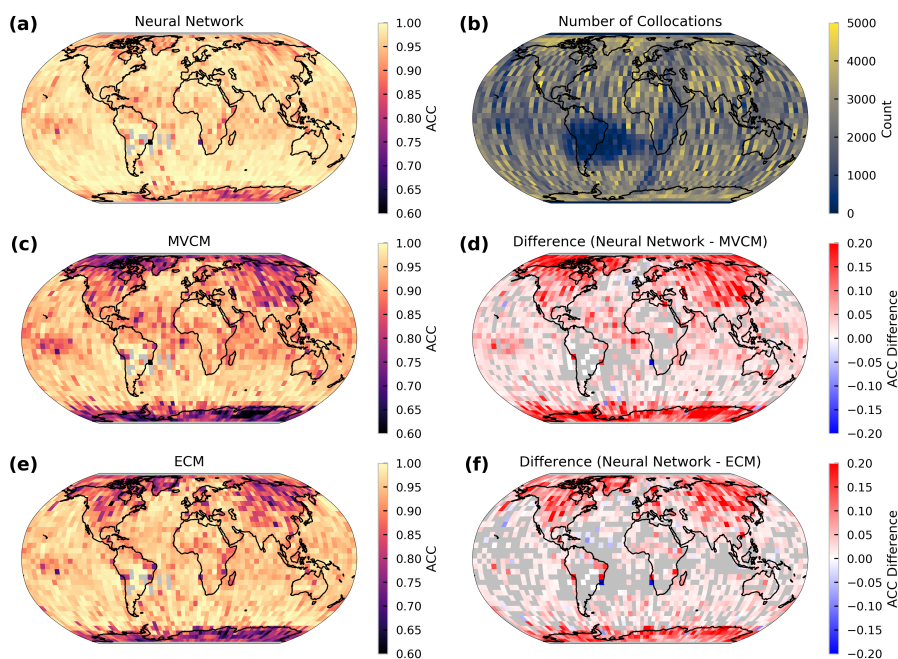 (a)
Neural Network
1.00
0.95
0.90
0.85
0.80
0.75
0.70
0.65
0.60
ACC
(b)
Number of Collocations
5000
4000
3000
2000
1000
0
Count
(c)
MVCM
1.00
0.95
0.90
0.85
0.80
0.75
0.70
0.65
0.60
ACC
(d)
Difference (Neural Network - MVCM)
0.20
0.15
0.10
0.05
0.00
−0.05
−0.10
−0.15
−0.20
ACC Difference
(e)
ECM
1.00
0.95
0.90
0.85
0.80
0.75
0.70
0.65
0.60
ACC
(f)
Difference (Neural Network - ECM)
0.20
0.15
0.10
0.05
0.00
−0.05
−0.10
−0.15
−0.20
ACC Difference